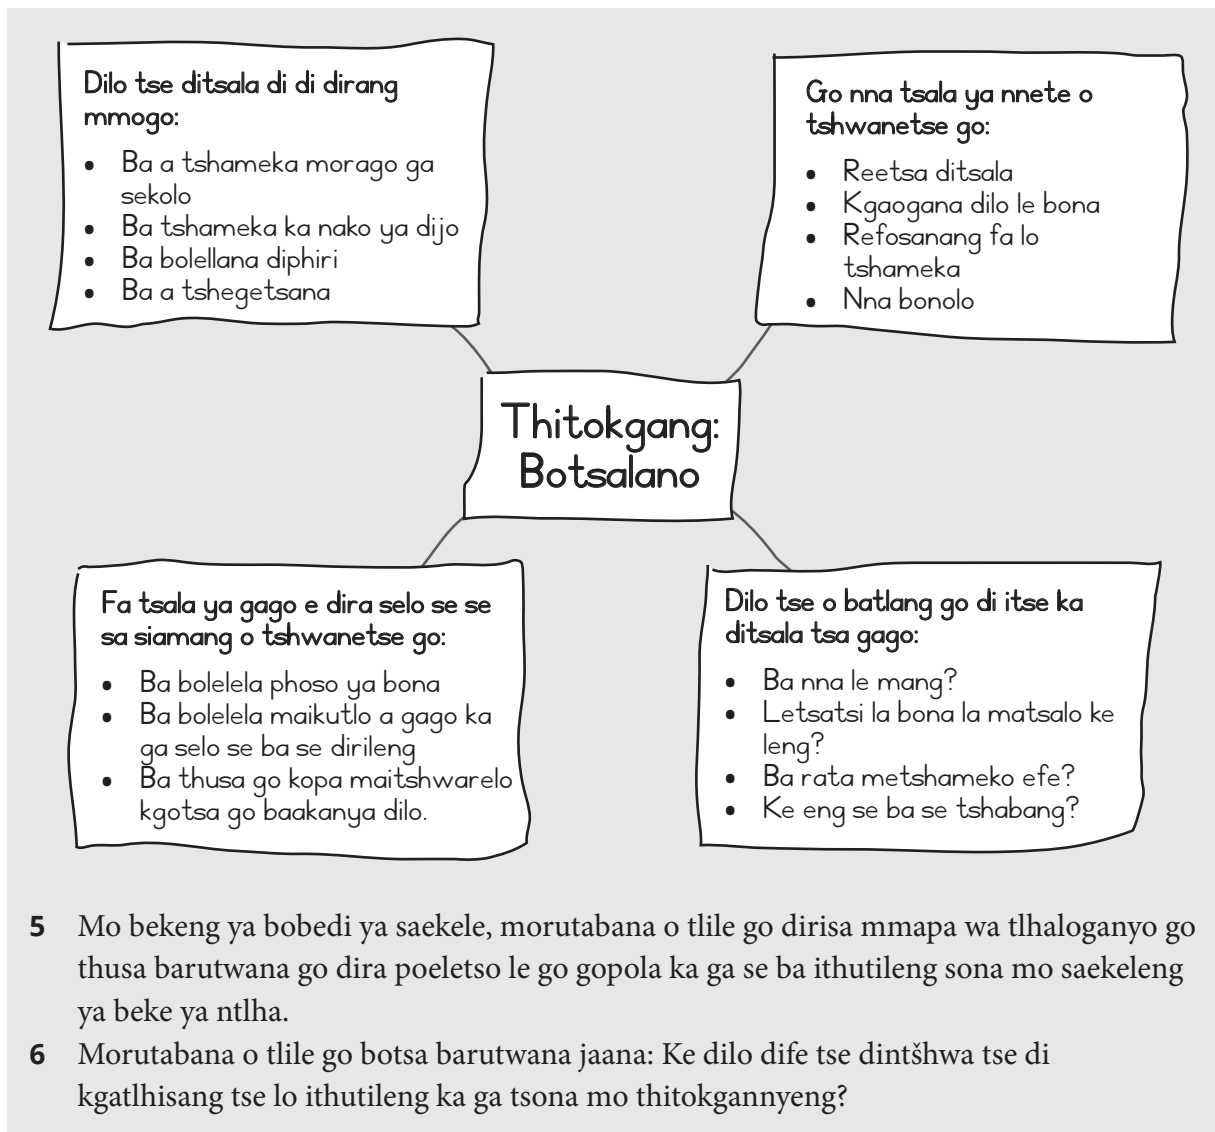 Dilo tse ditsala di di dirang
mmogo:
• Ba a tshameka morago ga
sekolo
• Ba tshameka ka nako ya dijo
• Ba bolellana diphiri
• Ba a tshegetsana
Go nna tsala ya nnete o
tshwanetse go:
• Reetsa ditsala
• Kgaogana dilo le bona
• Refosanang fa lo
tshameka
• Nna bonolo
Thitokgang:
Botsalano
Fa tsala ya gago e dira selo se se
sa siamang o tshwanetse go:
• Ba bolelela phoso ya bona
• Ba bolelela maikutlo a gago ka
ga selo se ba se dirileng
• Ba thusa go kopa maitshwarelo
kgotsa go baakanya dilo.
Dilo tse o batlang go di itse ka
ditsala tsa gago:
• Ba nna le mang?
• Letsatsi la bona la matsalo ke
leng?
• Ba rata metshameko efe?
• Ke eng se ba se tshabang?
5 Mo bekeng ya bobedi ya saekele, morutabana o tlile go dirisa mmapa wa tlhaloganyo go
thusa barutwana go dira poeletso le go gopola ka ga se ba ithutileng sona mo saekeleng
ya beke ya ntlha.
6 Morutabana o tlile go botsa barutwana jaana: Ke dilo dife tse dintšhwa tse di
kgatlhisang tse lo ithutileng ka ga tsona mo thitokgannyeng?